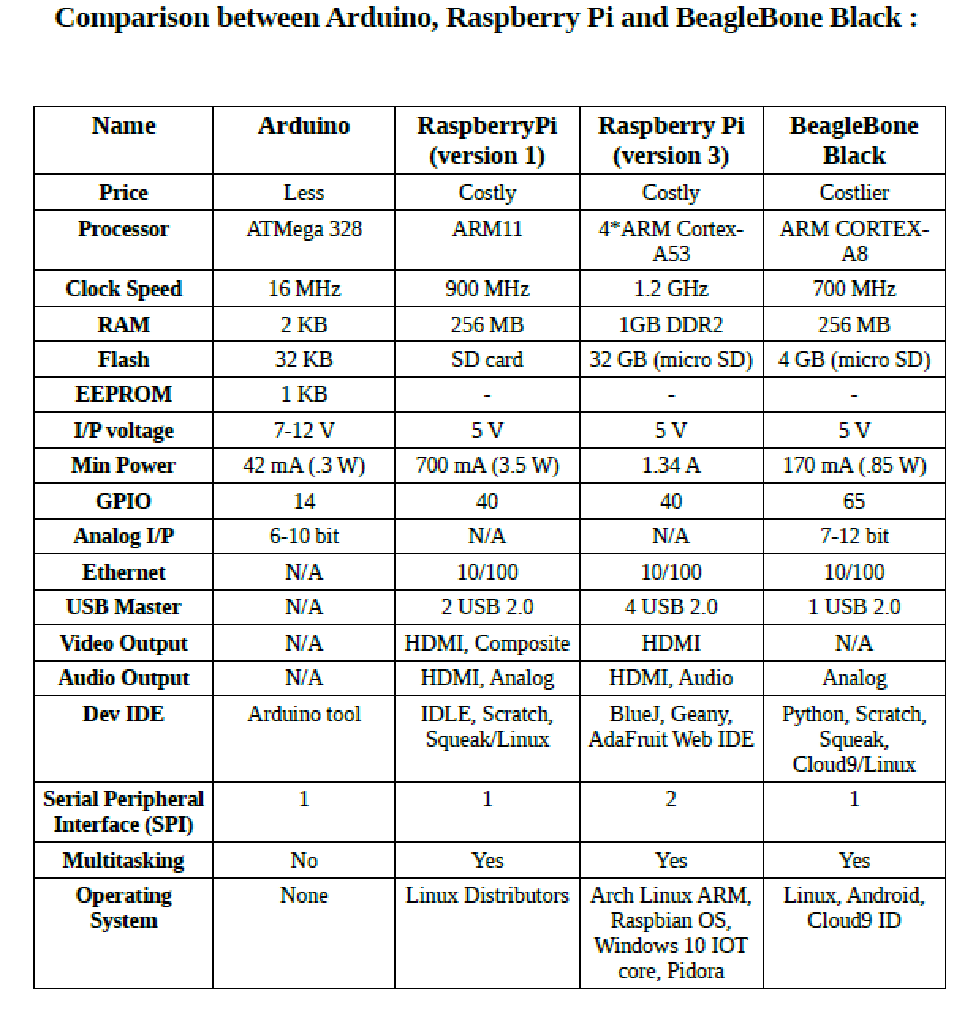 Comparison between Arduino, Raspberry Pi and BeagleBone Black :
Name Arduino RaspberryPi (version 1) Raspberry Pi (version 3) BeagleBone Black
Price Less Costly Costly Costlier
Processor ATMega 328 ARM11 4*ARM Cortex-A53 ARM CORTEX-A8
Clock Speed 16 MHz 900 MHz 1.2 GHz 700 MHz
RAM 2 KB 256 MB 1GB DDR2 256 MB
Flash 32 KB SD card 32 GB (micro SD) 4 GB (micro SD)
EEPROM 1 KB - - -
I/P voltage 7-12 V 5 V 5 V 5 V
Min Power 42 mA (.3 W) 700 mA (3.5 W) 1.34 A 170 mA (.85 W)
GPIO 14 40 40 65
Analog I/P 6-10 bit N/A N/A 7-12 bit
Ethernet N/A 10/100 10/100 10/100
USB Master N/A 2 USB 2.0 4 USB 2.0 1 USB 2.0
Video Output N/A HDMI, Composite HDMI N/A
Audio Output N/A HDMI, Analog HDMI, Audio Analog
Dev IDE Arduino tool IDLE, Scratch, Squeak/Linux BlueJ, Geany, AdaFruit Web IDE Python, Scratch, Squeak, Cloud9/Linux
Serial Peripheral Interface (SPI) 1 1 2 1
Multitasking No Yes Yes Yes
Operating System None Linux Distributors Arch Linux ARM, Raspbian OS, Windows 10 IOT core, Pidora Linux, Android, Cloud9 ID